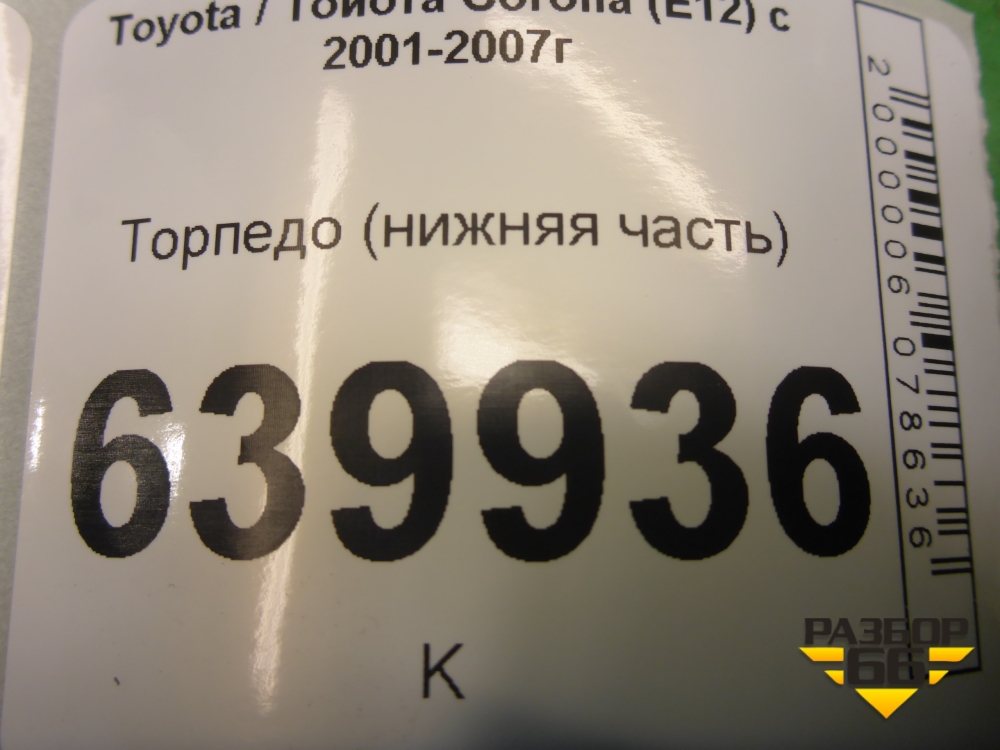 Toyota / Тойота Corolla (E12) с
2001-2007г
Торпедо (нижняя часть)
639936
К
2000006078636
РАЗБОР
66